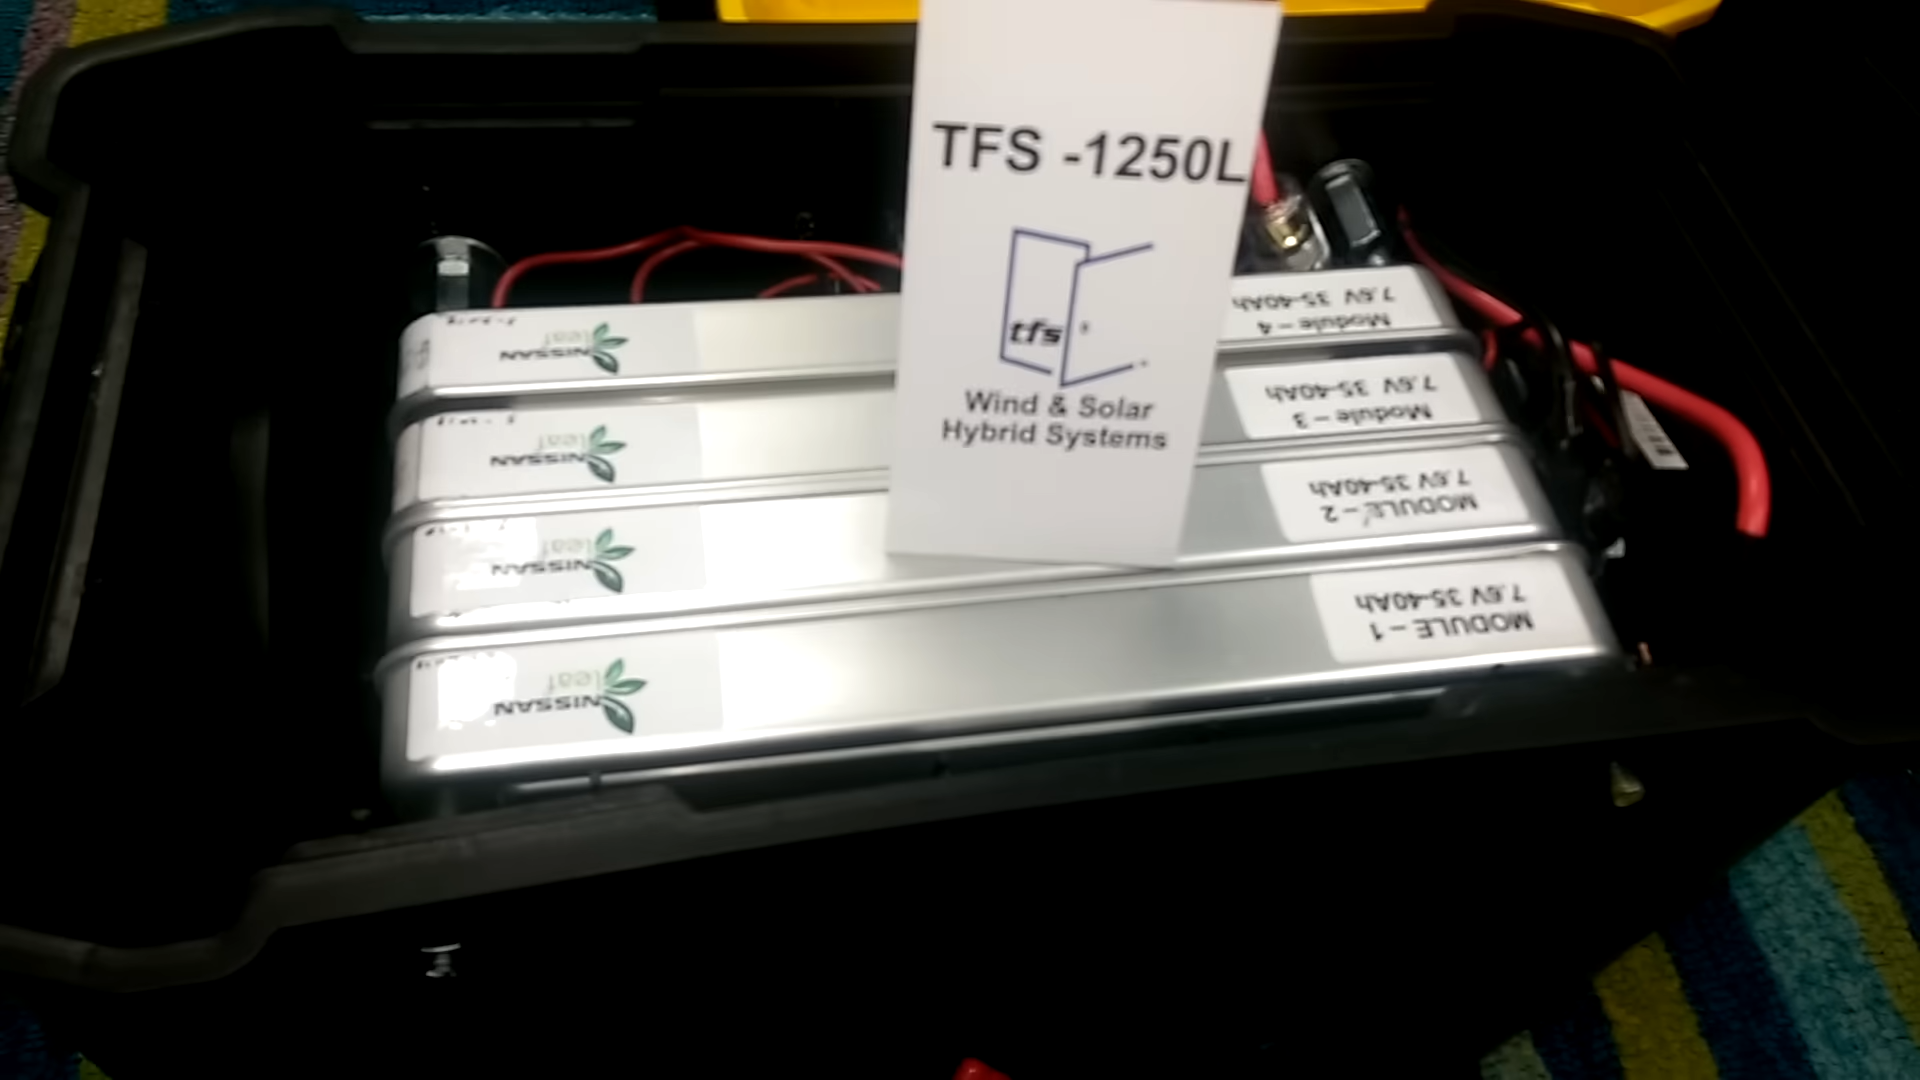 TFS -1250L
tfs
Wind & Solar
Hybrid Systems
Module - 4
7.6V 35-40Ah
Module - 3
7.6V 35-40Ah
MODULE - 2
7.6V 35-40Ah
MODULE - 1
7.6V 35-40Ah
NISSAN
leaf
NISSAN
leaf
NISSAN
leaf
NISSAN
leaf